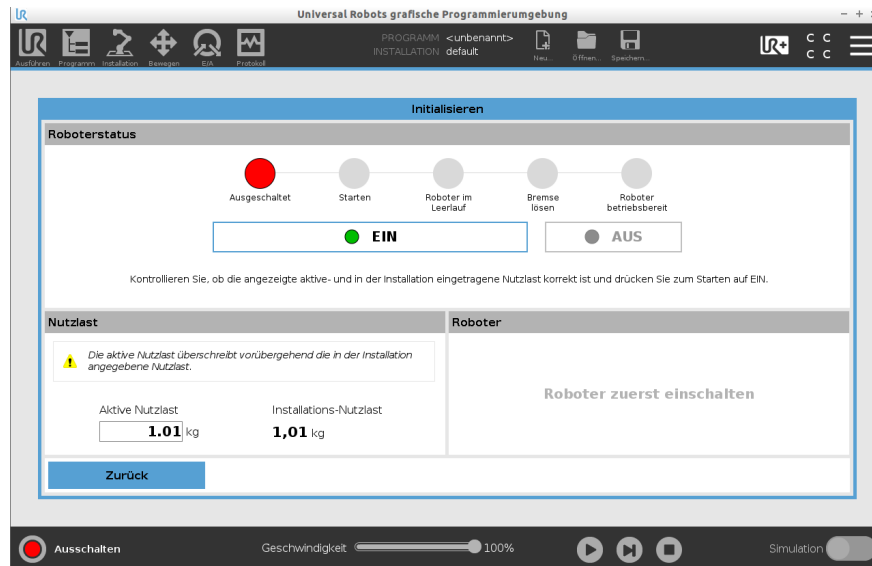 Universal Robots grafische Programmierumgebung
PROGRAMM <unbenannt>
INSTALLATION default
Ausführen Programm Installation Bewegen E/A Protokoll Neu... Öffnen... Speichern...
UR+
C C
C C
Initialisieren
Roboterstatus
Ausgeschaltet Starten Roboter im Leerlauf Bremse lösen Roboter betriebsbereit
EIN AUS
Kontrollieren Sie, ob die angezeigte aktive- und in der Installation eingetragene Nutzlast korrekt ist und drücken Sie zum Starten auf EIN.
Nutzlast Roboter
Die aktive Nutzlast überschreibt vorübergehend die in der Installation
angegebene Nutzlast.
Roboter zuerst einschalten
Aktive Nutzlast Installations-Nutzlast
1.01 kg 1,01 kg
Zurück
Ausschalten Geschwindigkeit 100% Simulation